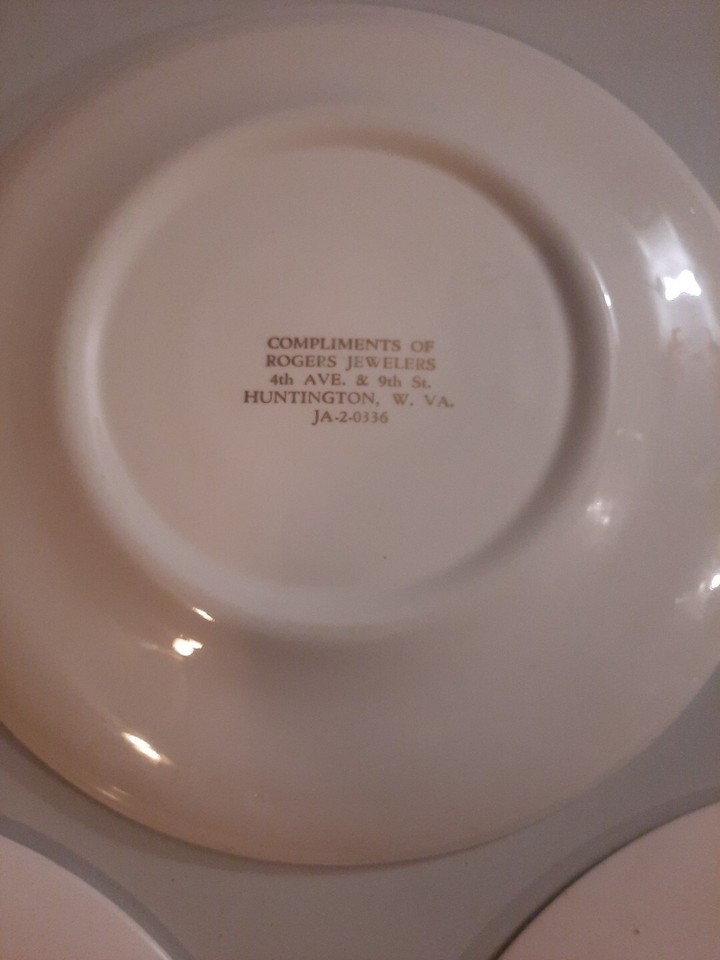 COMPLIMENTS OF
ROGERS JEWELERS
4th AVE. & 9th St.
HUNTINGTON, W. VA.
JA-2-0336